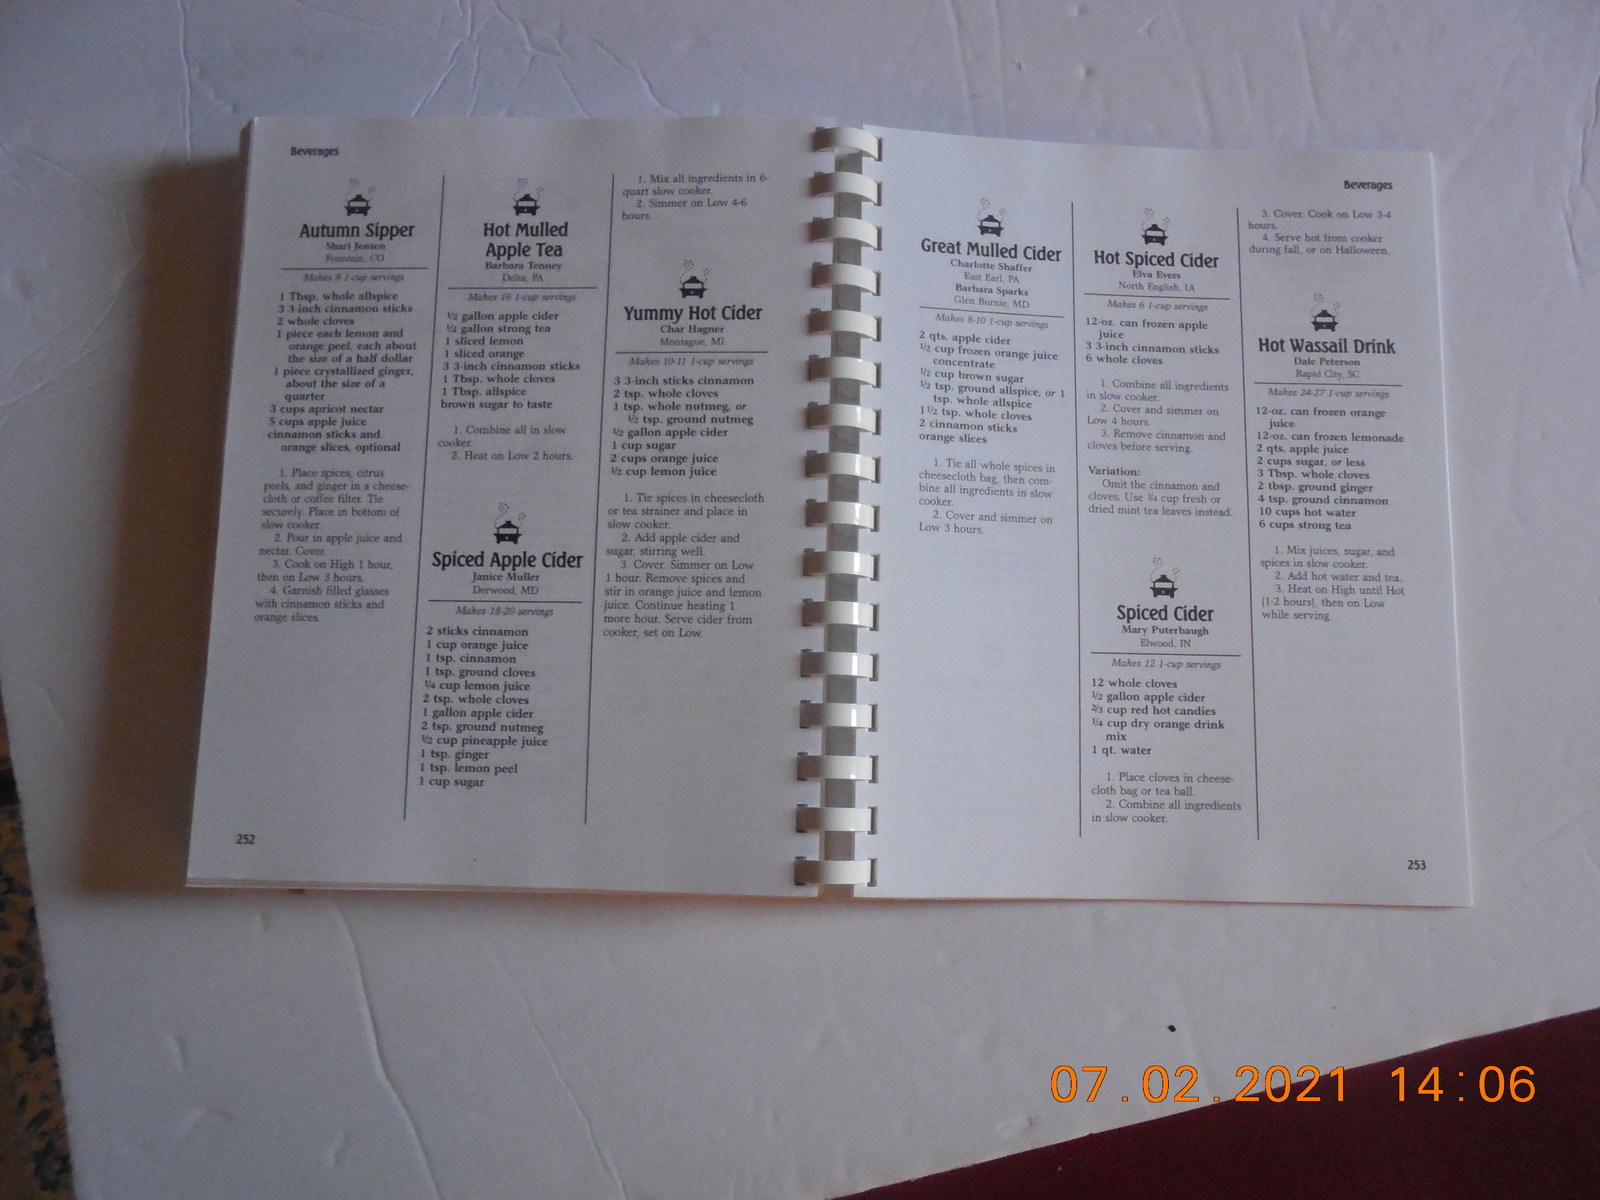 Beverages
Autumn Sipper
Shari Jensen
Fountain, CO
Makes 8 1-cup servings
1 Tbsp. whole allspice
3 3-inch cinnamon sticks
2 whole cloves
1 piece each lemon and
orange peel, each about
the size of a half dollar
1 piece crystallized ginger,
about the size of a
quarter
3 cups apricot nectar
5 cups apple juice
cinnamon sticks and
orange slices, optional
1. Place spices, citrus
peels, and ginger in a cheese-
cloth or coffee filter. Tie
securely. Place in bottom of
slow cooker.
2. Pour in apple juice and
nectar. Cover.
3. Cook on High 1 hour,
then on Low 3 hours.
4. Garnish filled glasses
with cinnamon sticks and
orange slices.
252
Hot Mulled
Apple Tea
Barbara Tenney
Delta, PA
Makes 16 1-cup servings
½ gallon apple cider
½ gallon strong tea
1 sliced lemon
1 sliced orange
3 3-inch cinnamon sticks
1 Tbsp. whole cloves
1 Tbsp. allspice
brown sugar to taste
1. Combine all in slow
cooker.
2. Heat on Low 2 hours.
Spiced Apple Cider
Janice Muller
Derwood, MD
Makes 18-20 servings
2 sticks cinnamon
1 cup orange juice
1 tsp. cinnamon
1 tsp. ground cloves
¼ cup lemon juice
2 tsp. whole cloves
1 gallon apple cider
2 tsp. ground nutmeg
½ cup pineapple juice
1 tsp. ginger
1 tsp. lemon peel
1 cup sugar
1. Mix all ingredients in 6-
quart slow cooker.
2. Simmer on Low 4-6
hours.
Yummy Hot Cider
Char Hagner
Montague, MI
Makes 10-11 1-cup servings
3 3-inch sticks cinnamon
2 tsp. whole cloves
1 tsp. whole nutmeg, or
½ tsp. ground nutmeg
½ gallon apple cider
1 cup sugar
2 cups orange juice
½ cup lemon juice
1. Tie spices in cheesecloth
or tea strainer and place in
slow cooker.
2. Add apple cider and
sugar, stirring well.
3. Cover. Simmer on Low
1 hour. Remove spices and
stir in orange juice and lemon
juice. Continue heating 1
more hour. Serve cider from
cooker, set on Low.
Beverages
Great Mulled Cider
Charlotte Shaffer
East Earl, PA
Barbara Sparks
Glen Burnie, MD
Makes 8-10 1-cup servings
2 qts. apple cider
½ cup frozen orange juice
concentrate
½ cup brown sugar
½ tsp. ground allspice, or 1
tsp. whole allspice
1½ tsp. whole cloves
2 cinnamon sticks
orange slices
1. Tie all whole spices in
cheesecloth bag, then com-
bine all ingredients in slow
cooker.
2. Cover and simmer on
Low 3 hours.
Hot Spiced Cider
Elva Evers
North English, IA
Makes 6 1-cup servings
12-oz. can frozen apple
juice
3 3-inch cinnamon sticks
6 whole cloves
1. Combine all ingredients
in slow cooker.
2. Cover and simmer on
Low 4 hours.
3. Remove cinnamon and
cloves before serving.
Variation:
Omit the cinnamon and
cloves. Use ¼ cup fresh or
dried mint tea leaves instead.
Spiced Cider
Mary Puterbaugh
Elwood, IN
Makes 12 1-cup servings
12 whole cloves
½ gallon apple cider
⅔ cup red hot candies
¼ cup dry orange drink
mix
1 qt. water
1. Place cloves in cheese-
cloth bag or tea ball.
2. Combine all ingredients
in slow cooker.
3. Cover. Cook on Low 3-4
hours.
4. Serve hot from cooker
during fall, or on Halloween.
Hot Wassail Drink
Dale Peterson
Rapid City, SC
Makes 24-27 1-cup servings
12-oz. can frozen orange
juice
12-oz. can frozen lemonade
2 qts. apple juice
2 cups sugar, or less
3 Tbsp. whole cloves
2 tbsp. ground ginger
4 tsp. ground cinnamon
10 cups hot water
6 cups strong tea
1. Mix juices, sugar, and
spices in slow cooker.
2. Add hot water and tea.
3. Heat on High until Hot
(1-2 hours), then on Low
while serving.
253
07.02.2021 14:06